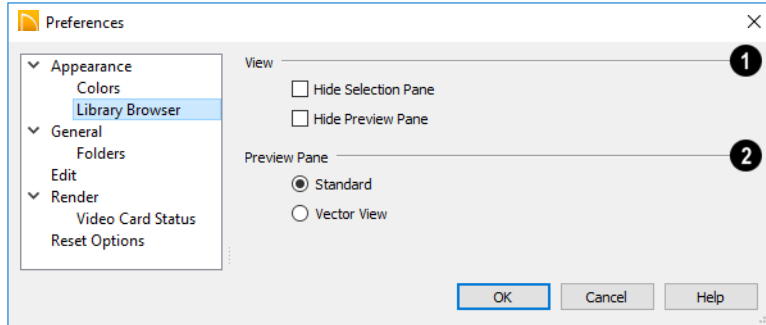 Preferences
Appearance
Colors
Library Browser
General
Folders
Edit
Render
Video Card Status
Reset Options
View
1
Hide Selection Pane
Hide Preview Pane
Preview Pane
2
Standard
Vector View
OK
Cancel
Help